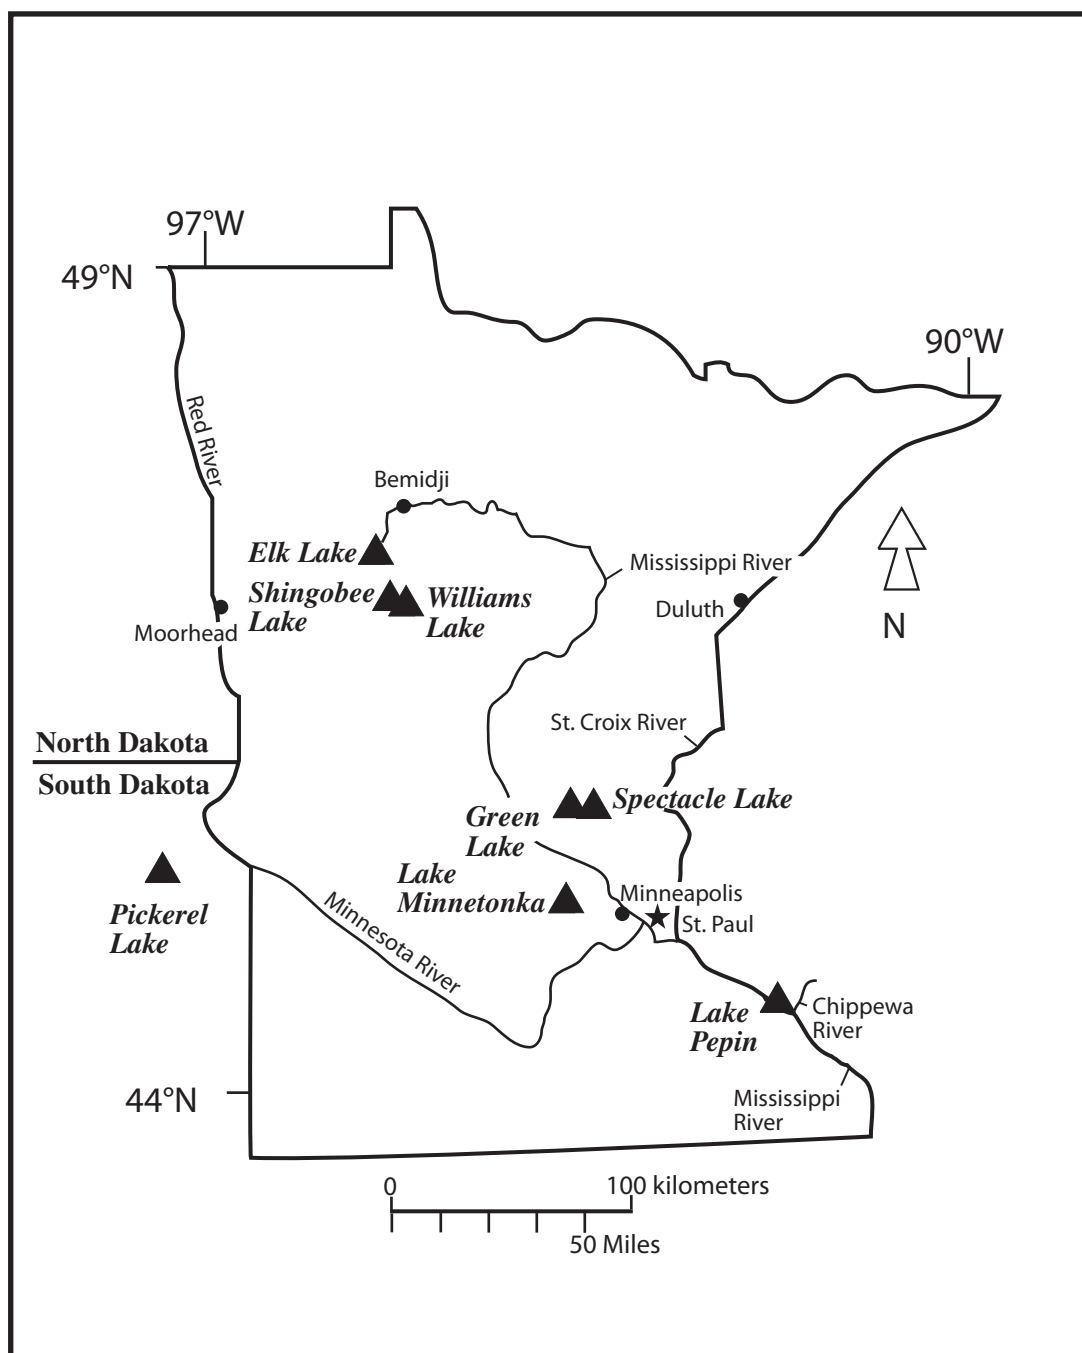 97°W
49°N
90°W
Red River
Bemidji
Elk Lake
Mississippi River
Shingobee
Lake
Williams
Lake
Duluth
Moorhead
N
St. Croix River
North Dakota
South Dakota
Spectacle Lake
Green
Lake
Lake
Minnetonka
Minneapolis
St. Paul
Pickerel
Lake
Minnesota River
Lake
Pepin
Chippewa
River
44°N
Mississippi
River
0
100 kilometers
50 Miles